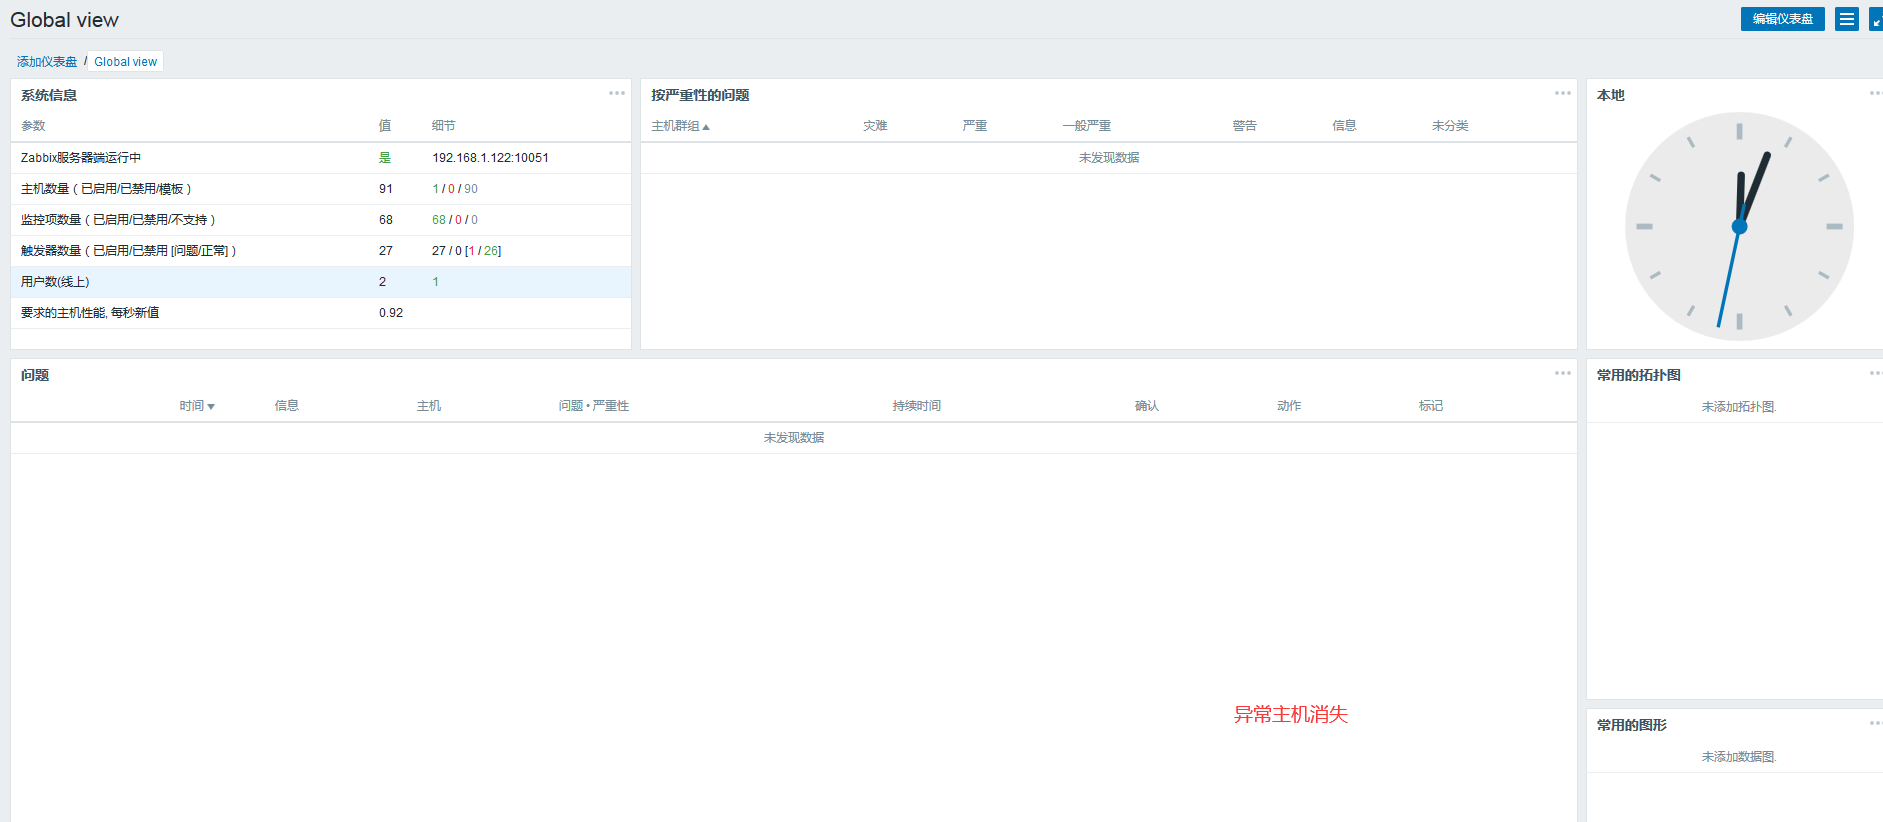 Global view
编辑仪表盘
添加仪表盘 / Global view
系统信息
参数 值 细节
Zabbix服务器端运行中 是 192.168.1.122:10051
主机数量（已启用/已禁用/模板） 91 1 / 0 / 90
监控项数量（已启用/已禁用/不支持） 68 68 / 0 / 0
触发器数量（已启用/已禁用 [问题/正常]） 27 27 / 0 [1 / 26]
用户数(线上) 2 1
要求的主机性能, 每秒新值 0.92
按严重性的问题
主机群组 灾难 严重 一般严重 警告 信息 未分类
未发现数据
本地
问题
时间 信息 主机 问题 • 严重性 持续时间 确认 动作 标记
未发现数据
异常主机消失
常用的拓扑图
未添加拓扑图.
常用的图形
未添加数据图.